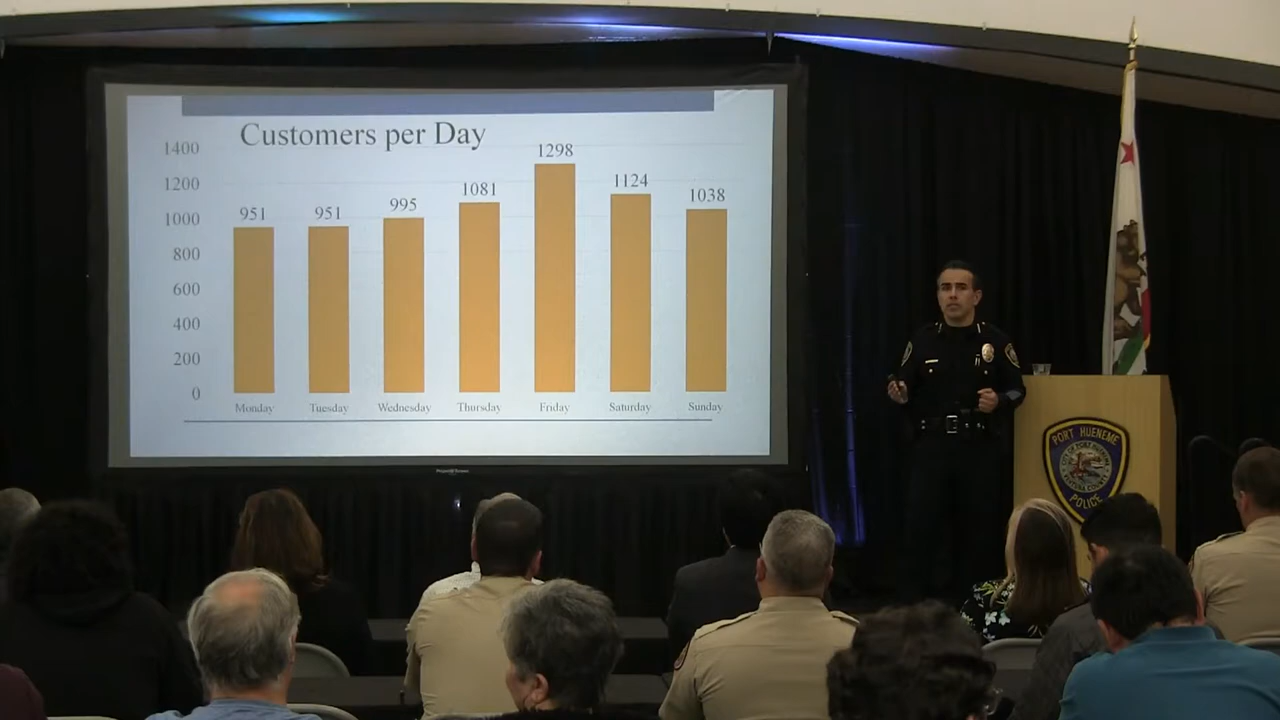 Customers per Day
1400
1200
1000
800
600
400
200
0
951
951
995
1081
1298
1124
1038
Monday
Tuesday
Wednesday
Thursday
Friday
Saturday
Sunday
PORT HUENEME
POLICE